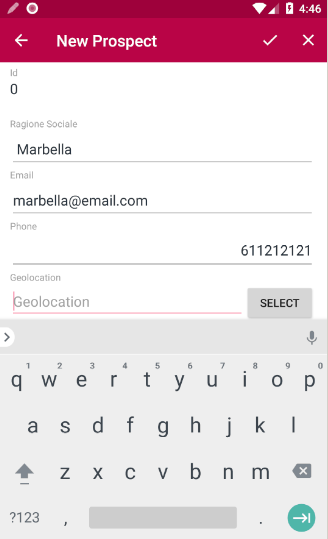 4:46
New Prospect
Id
0
Ragione Sociale
Marbella
Email
marbella@email.com
Phone
611212121
Geolocation
Geolocation
SELECT
1 2 3 4 5 6 7 8 9 0
q w e r t y u i o p
a s d f g h j k l
z x c v b n m
?123 , .